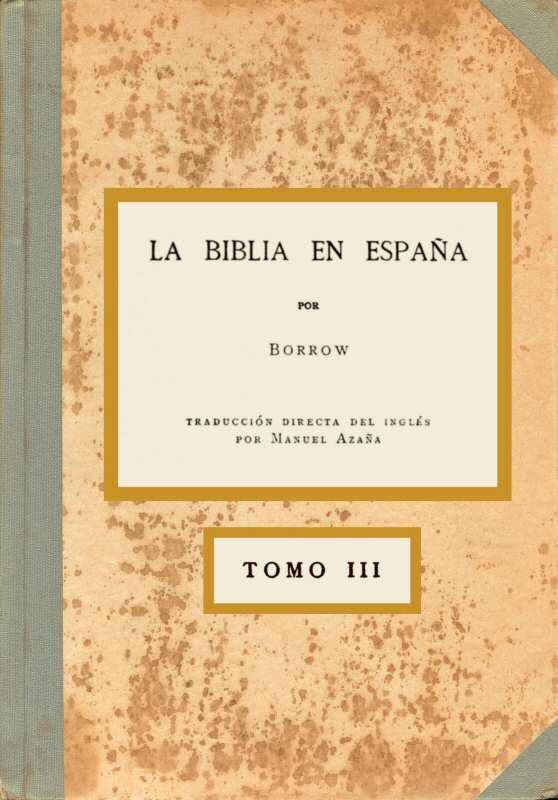 LA BIBLIA EN ESPAÑA
POR
BORROW
TRADUCCIÓN DIRECTA DEL INGLÉS
POR MANUEL AZAÑA
TOMO III